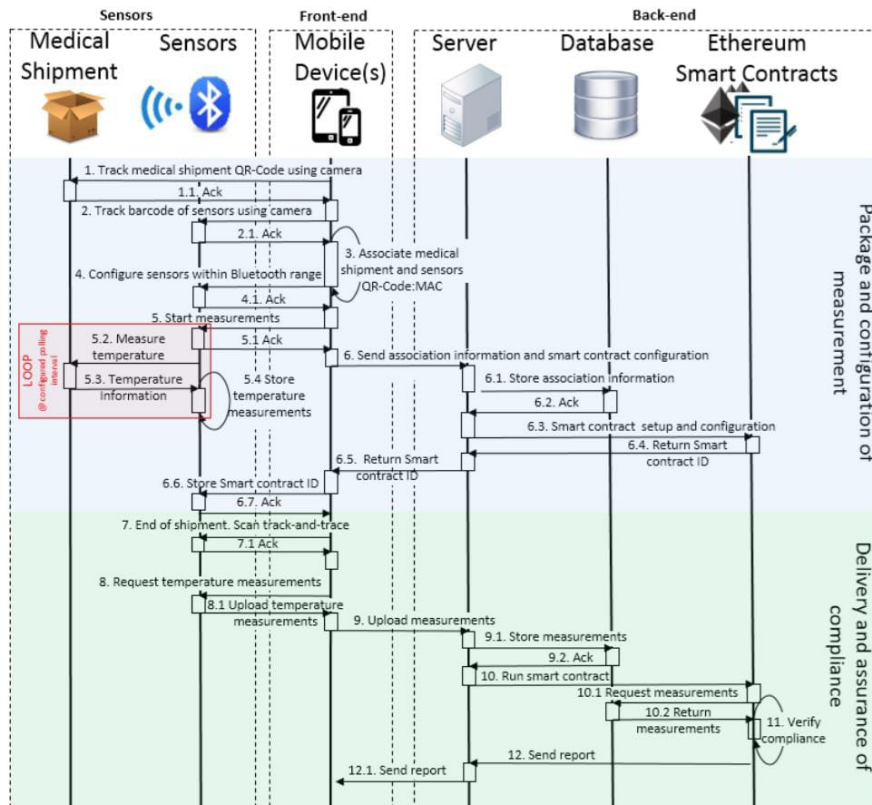 Sensors
Front-end
Back-end
Medical
Shipment
Sensors
Mobile
Device(s)
Server
Database
Ethereum
Smart Contracts
1. Track medical shipment QR-Code using camera
1.1. Ack
2. Track barcode of sensors using camera
2.1. Ack
3. Associate medical
shipment and sensors
QR-Code:MAC
4. Configure sensors within Bluetooth range
4.1. Ack
5. Start measurements
5.1 Ack
LOOP
@ configured polling
interval
5.2. Measure
temperature
5.3. Temperature
Information
5.4 Store
temperature
measurements
6. Send association information and smart contract configuration
6.1. Store association information
6.2. Ack
6.3. Smart contract setup and configuration
6.4. Return Smart
contract ID
6.5. Return Smart
contract ID
6.6. Store Smart contract ID
6.7. Ack
Package and configuration of
measurement
7. End of shipment. Scan track-and-trace
7.1 Ack
8. Request temperature measurements
8.1 Upload temperature
measurements
9. Upload measurements
9.1. Store measurements
9.2. Ack
10. Run smart contract
10.1 Request measurements
10.2 Return
measurements
11. Verify
compliance
12. Send report
12.1. Send report
Delivery and assurance of
compliance